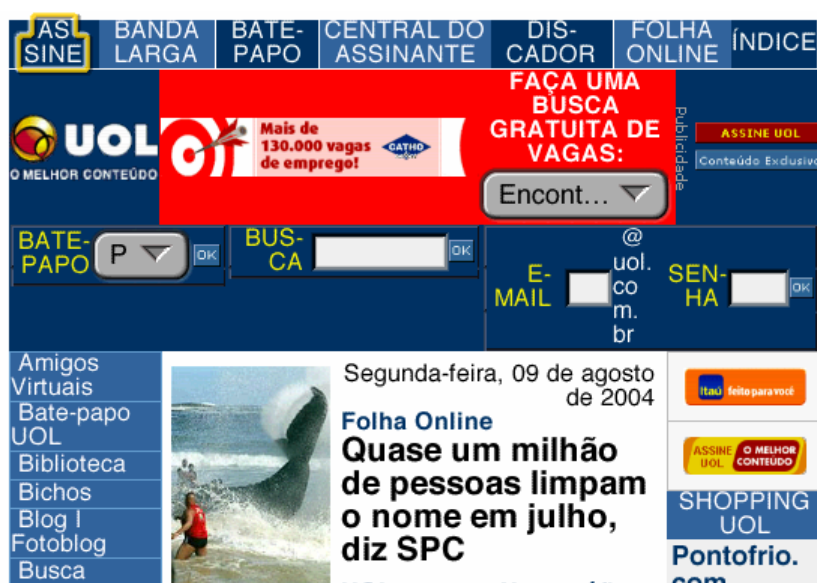 AS-
SINE
BANDA
LARGA
BATE-
PAPO
CENTRAL DO
ASSINANTE
DIS-
CADOR
FOLHA
ONLINE
ÍNDICE
UOL
O MELHOR CONTEÚDO
Mais de
130.000 vagas
de emprego!
CATHO
FAÇA UMA
BUSCA
GRATUITA DE
VAGAS:
Encont...
Publicidade
ASSINE UOL
Conteúdo Exclusivo
BATE-
PAPO
P
OK
BUS-
CA
OK
E-
MAIL
@
uol.
co
m.
br
SEN-
HA
OK
Amigos
Virtuais
Bate-papo
UOL
Biblioteca
Bichos
Blog |
Fotoblog
Busca
Segunda-feira, 09 de agosto
de 2004
Folha Online
Quase um milhão
de pessoas limpam
o nome em julho,
diz SPC
Itaú feito para você
ASSINE
UOL
O MELHOR
CONTEÚDO
SHOPPING
UOL
Pontofrio.
com